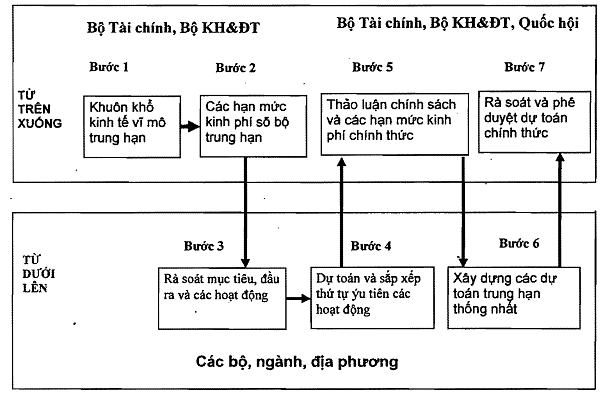 Bộ Tài chính, Bộ KH&ĐT
Bộ Tài chính, Bộ KH&ĐT, Quốc hội
Bước 1
Bước 2
Bước 5
Bước 7
TỪ
TRÊN
XUỐNG
Khuôn khổ
kinh tế vĩ mô
trung hạn
Các hạn mức
kinh phí sơ bộ
trung hạn
Thảo luận chính sách
và các hạn mức kinh
phí chính thức
Rà soát và phê
duyệt dự toán
chính thức
TỪ
DƯỚI
LÊN
Bước 3
Bước 4
Bước 6
Rà soát mục tiêu, đầu
ra và các hoạt động
Dự toán và sắp xếp
thứ tự ưu tiên các
hoạt động
Xây dựng các dự
toán trung hạn
thống nhất
Các bộ, ngành, địa phương